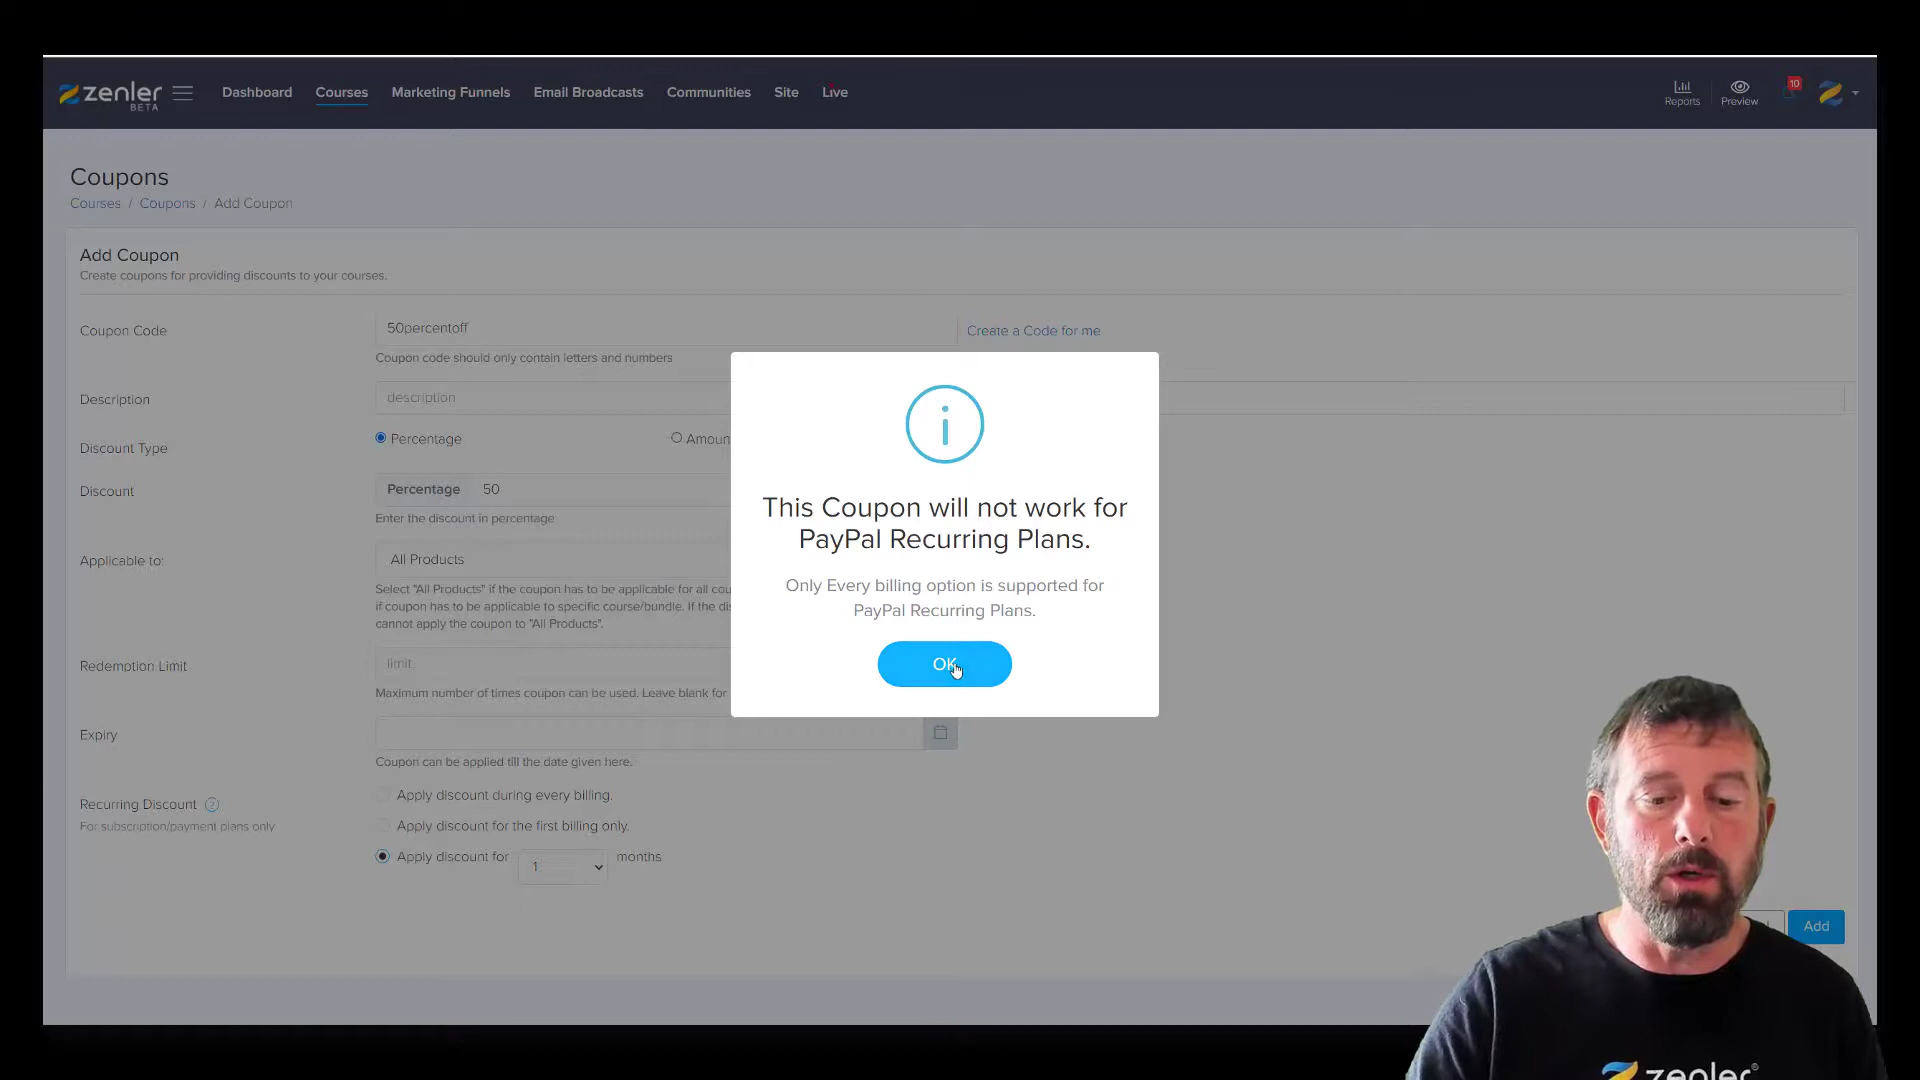 zenler
BETA
Dashboard
Courses
Marketing Funnels
Email Broadcasts
Communities
Site
Live
Reports
Preview
10
Coupons
Courses / Coupons / Add Coupon
Add Coupon
Create coupons for providing discounts to your courses.
Coupon Code
50percentoff
Create a Code for me
Coupon code should only contain letters and numbers
Description
description
Discount Type
Percentage
Amoun
Discount
Percentage 50
Enter the discount in percentage
Applicable to:
All Products
Select "All Products" if the coupon has to be applicable for all cou
if coupon has to be applicable to specific course/bundle. If the dis
cannot apply the coupon to "All Products".
Redemption Limit
limit
Maximum number of times coupon can be used. Leave blank for
Expiry
Coupon can be applied till the date given here.
Recurring Discount ?
For subscription/payment plans only
Apply discount during every billing.
Apply discount for the first billing only.
Apply discount for 1 months
This Coupon will not work for
PayPal Recurring Plans.
Only Every billing option is supported for
PayPal Recurring Plans.
OK
Add
zenler®